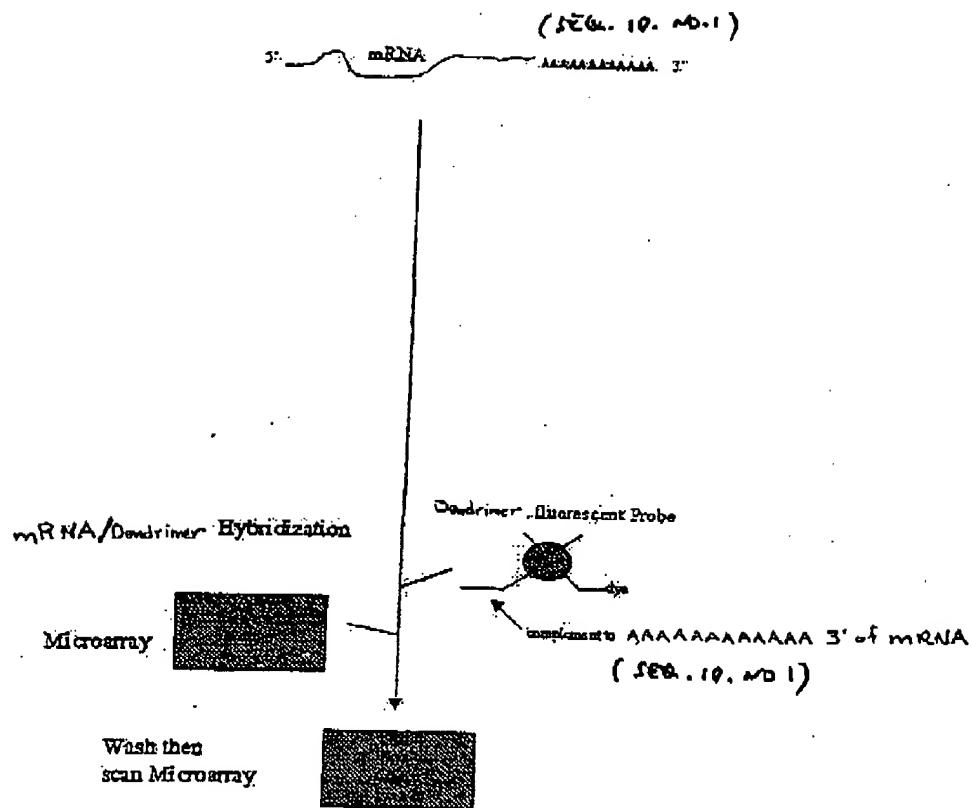 (SEQ. ID. NO.1)
5' mRNA AAAAAAAAAAAA 3'
Dendrimer fluorescent Probe
mRNA/Dendrimer Hybridization
dye
Microarray
complement to AAAAAAAAAAAA 3' of mRNA
(SEQ. ID. NO 1)
Wash then
scan Microarray